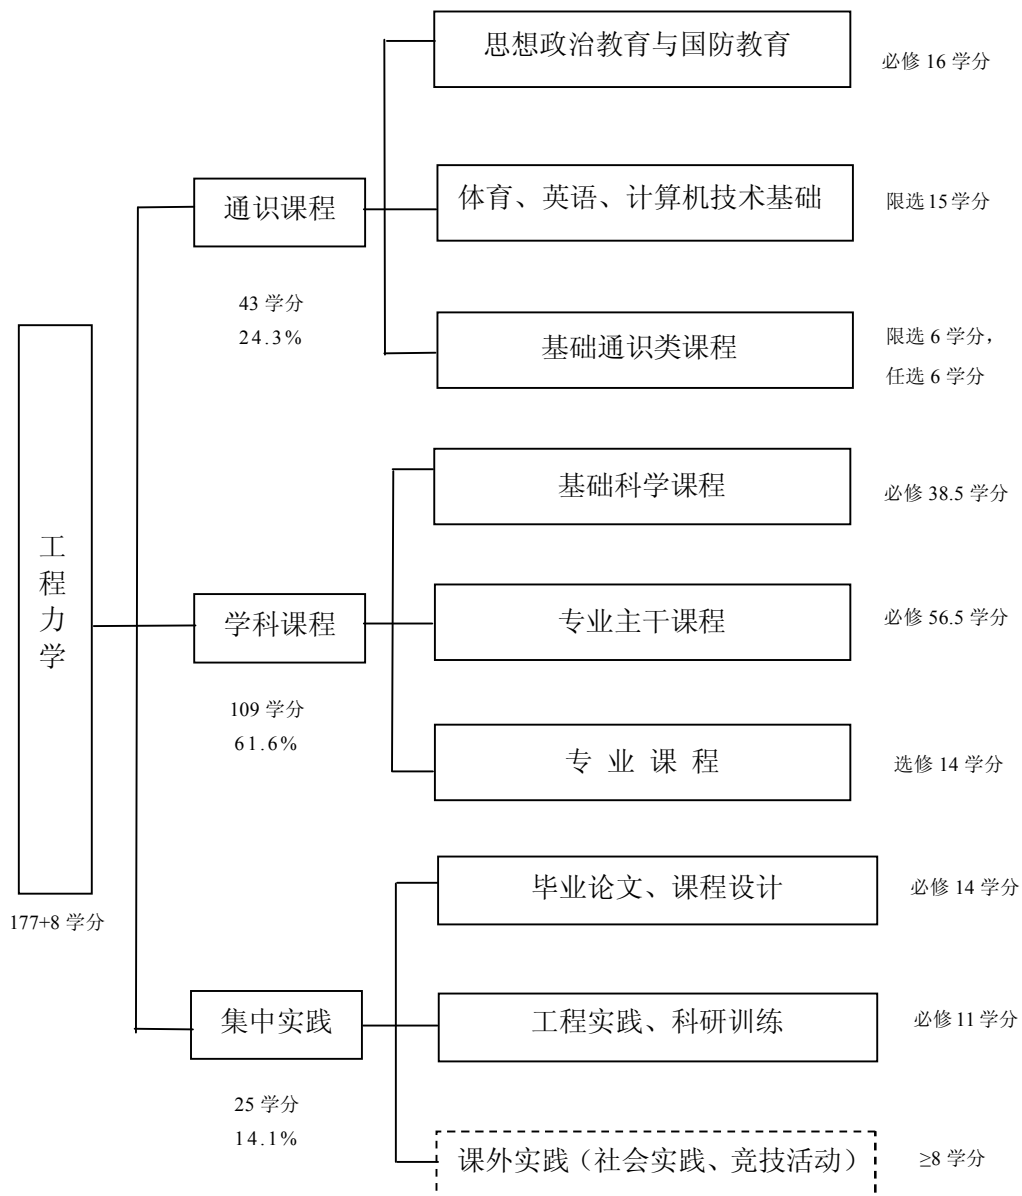 思想政治教育与国防教育
必修 16 学分
通识课程
体育、英语、计算机技术基础
限选 15 学分
43 学分
24.3%
基础通识类课程
限选 6 学分，
任选 6 学分
基础科学课程
必修 38.5 学分
工程力学
学科课程
专业主干课程
必修 56.5 学分
109 学分
61.6%
专 业 课 程
选修 14 学分
毕业论文、课程设计
必修 14 学分
177+8 学分
集中实践
工程实践、科研训练
必修 11 学分
25 学分
14.1%
课外实践（社会实践、竞技活动）
≥8 学分